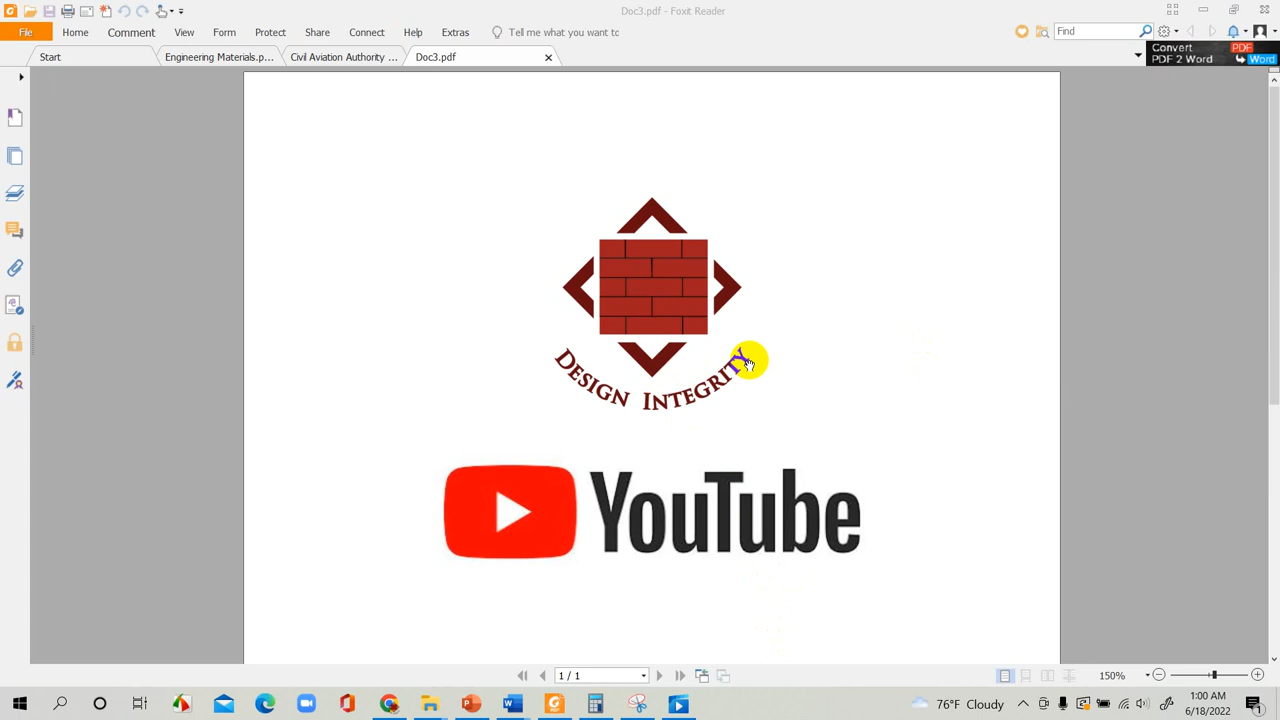 Doc3.pdf - Foxit Reader
File Home Comment View Form Protect Share Connect Help Extras Tell me what you want to Find
Start Engineering Materials.p... Civil Aviation Authority ... Doc3.pdf
Convert PDF
PDF 2 Word Word
DESIGN INTEGRITY
YouTube
1 / 1 150%
76°F Cloudy 1:00 AM
6/18/2022 1